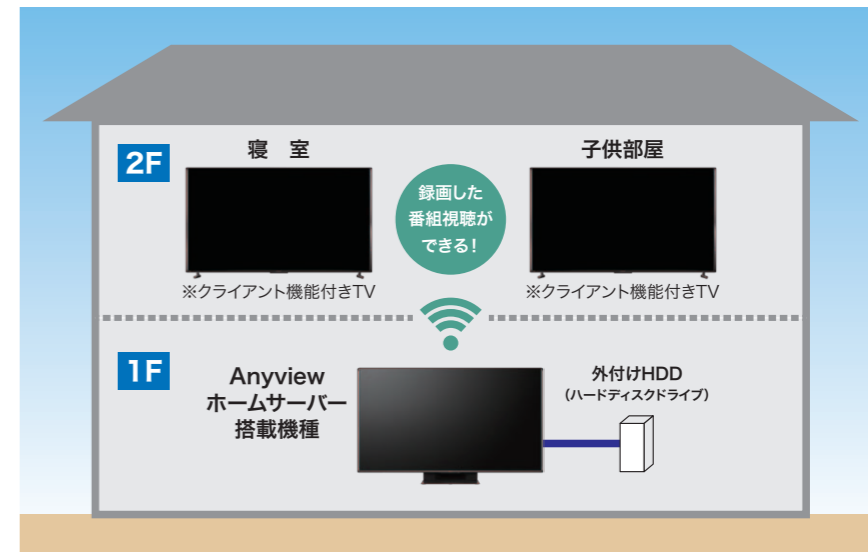 2F
寝　室
子供部屋
録画した
番組視聴が
できる！
※クライアント機能付きTV
※クライアント機能付きTV
1F
Anyview
ホームサーバー
搭載機種
外付けHDD
（ハードディスクドライブ）